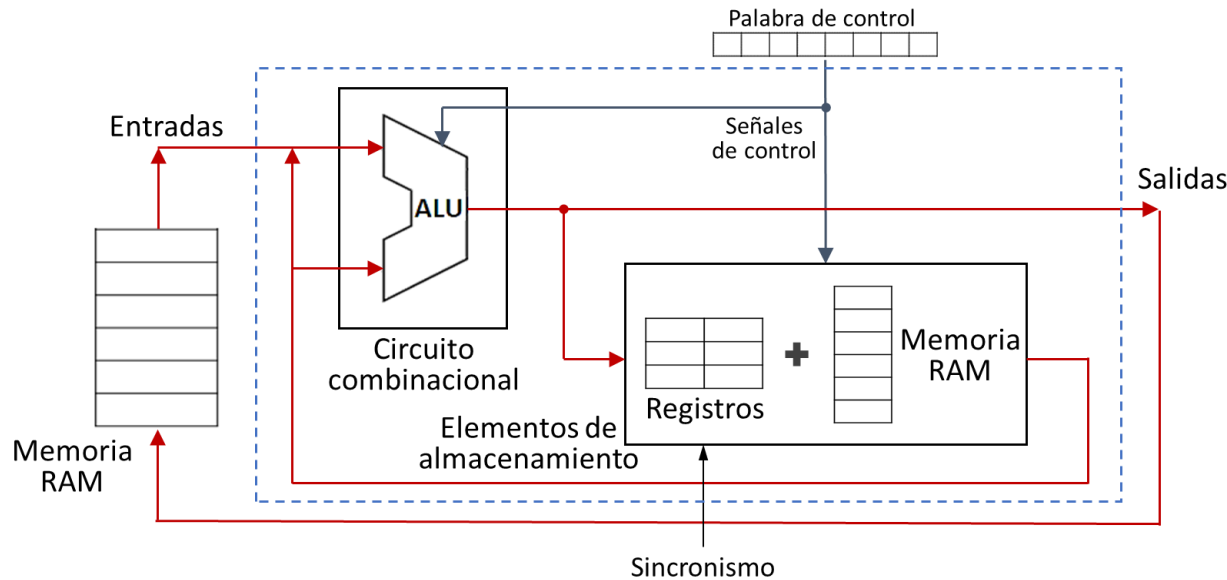 Palabra de control
Entradas
Señales
de control
Salidas
ALU
Circuito
combinacional
Memoria
RAM
Registros
Elementos de
almacenamiento
Memoria
RAM
Sincronismo